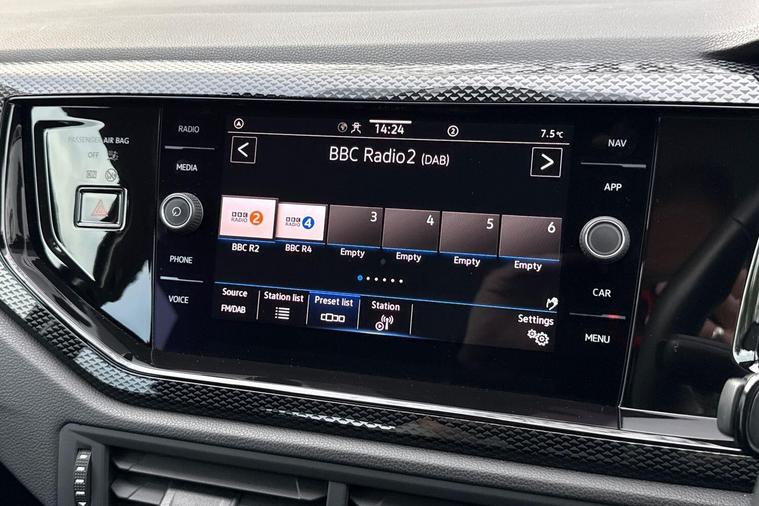 PASSENGER AIR BAG
OFF
ON
RADIO
MEDIA
PHONE
VOICE
A
14:24
2
7.5°C
BBC Radio2 (DAB)
BBC RADIO 2
BBC RADIO 4
3
4
5
6
BBC R2
BBC R4
Empty
Empty
Empty
Empty
Source
FM/DAB
Station list
Preset list
Station
Settings
NAV
APP
CAR
MENU